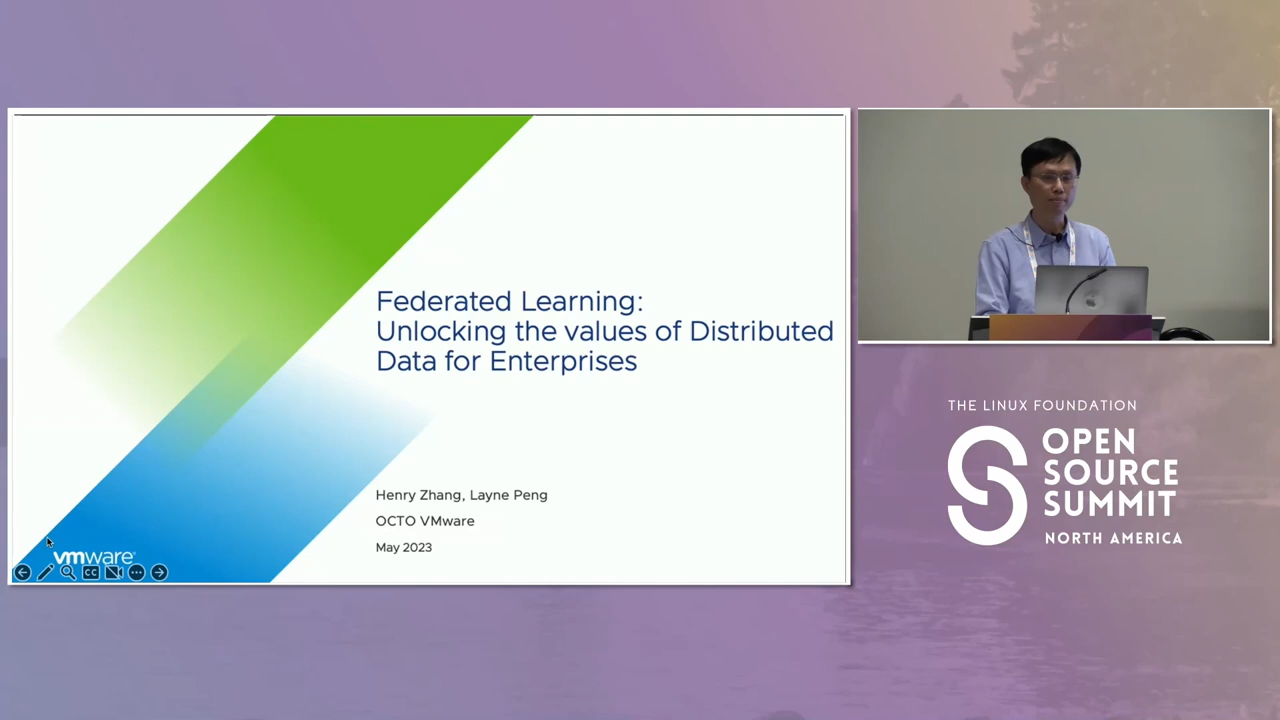 Federated Learning:
Unlocking the values of Distributed
Data for Enterprises
Henry Zhang, Layne Peng
OCTO VMware
May 2023
vmware®
CC
THE LINUX FOUNDATION
OPEN
SOURCE
SUMMIT
NORTH AMERICA